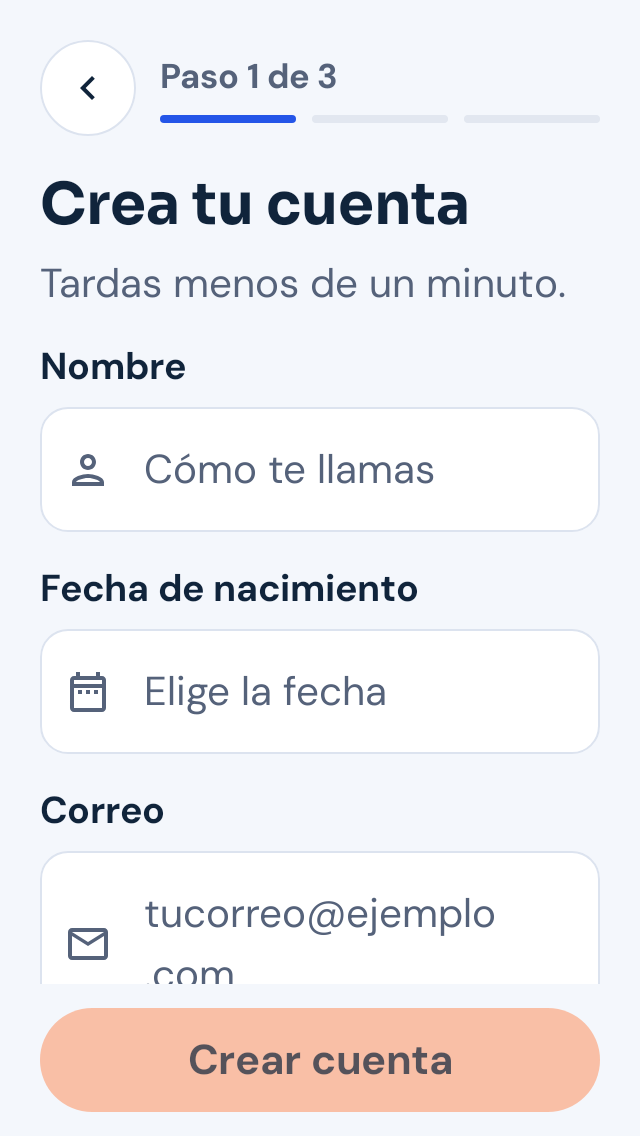 Paso 1 de 3
Crea tu cuenta
Tardas menos de un minuto.
Nombre
Cómo te llamas
Fecha de nacimiento
Elige la fecha
Correo
tucorreo@ejemplo
.com
Crear cuenta